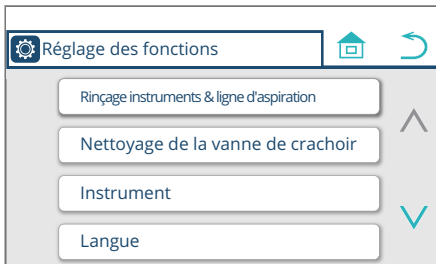 Réglage des fonctions
Rinçage instruments & ligne d'aspiration
Nettoyage de la vanne de crachoir
Instrument
Langue